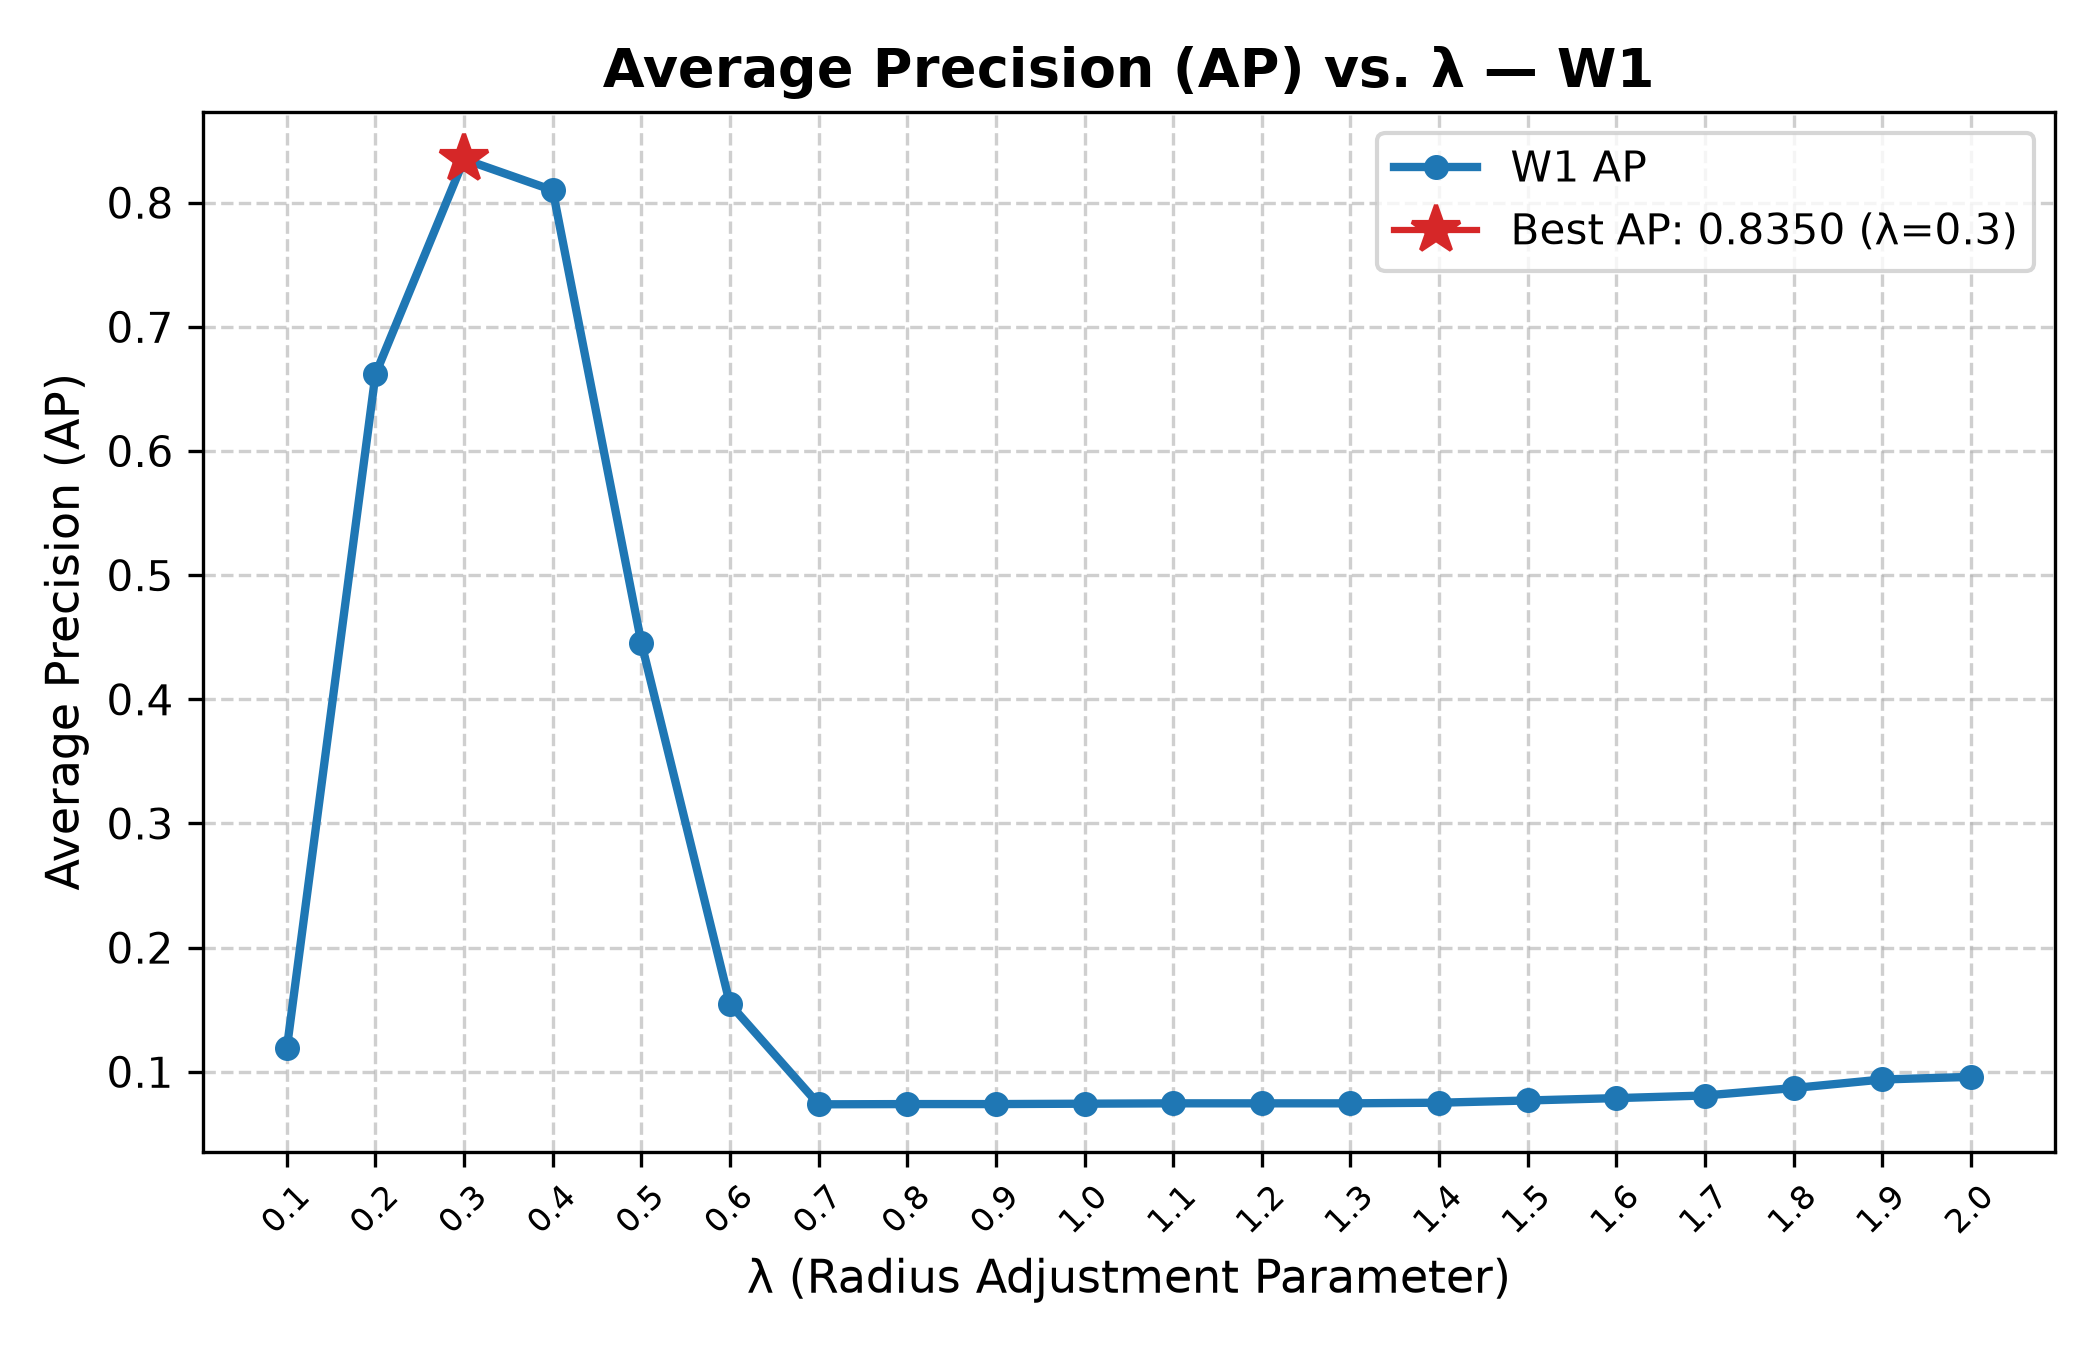 Average Precision (AP) vs. λ — W1
W1 AP
Best AP: 0.8350 (λ=0.3)
Average Precision (AP)
0.8
0.7
0.6
0.5
0.4
0.3
0.2
0.1
0.1 0.2 0.3 0.4 0.5 0.6 0.7 0.8 0.9 1.0 1.1 1.2 1.3 1.4 1.5 1.6 1.7 1.8 1.9 2.0
λ (Radius Adjustment Parameter)